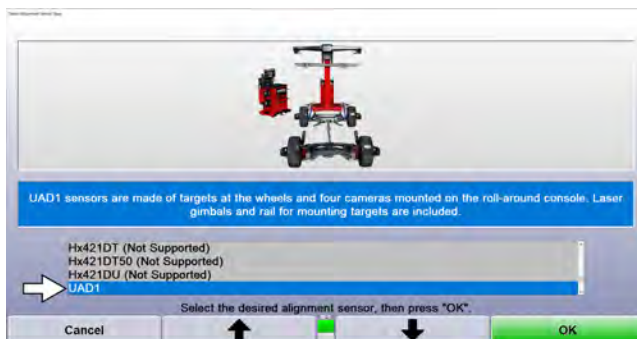 UAD1 sensors are made of targets at the wheels and four cameras mounted on the roll-around console. Laser
gimbals and rail for mounting targets are included.
Hx421DT (Not Supported)
Hx421DT50 (Not Supported)
Hx421DU (Not Supported)
UAD1
Select the desired alignment sensor, then press "OK".
Cancel
OK